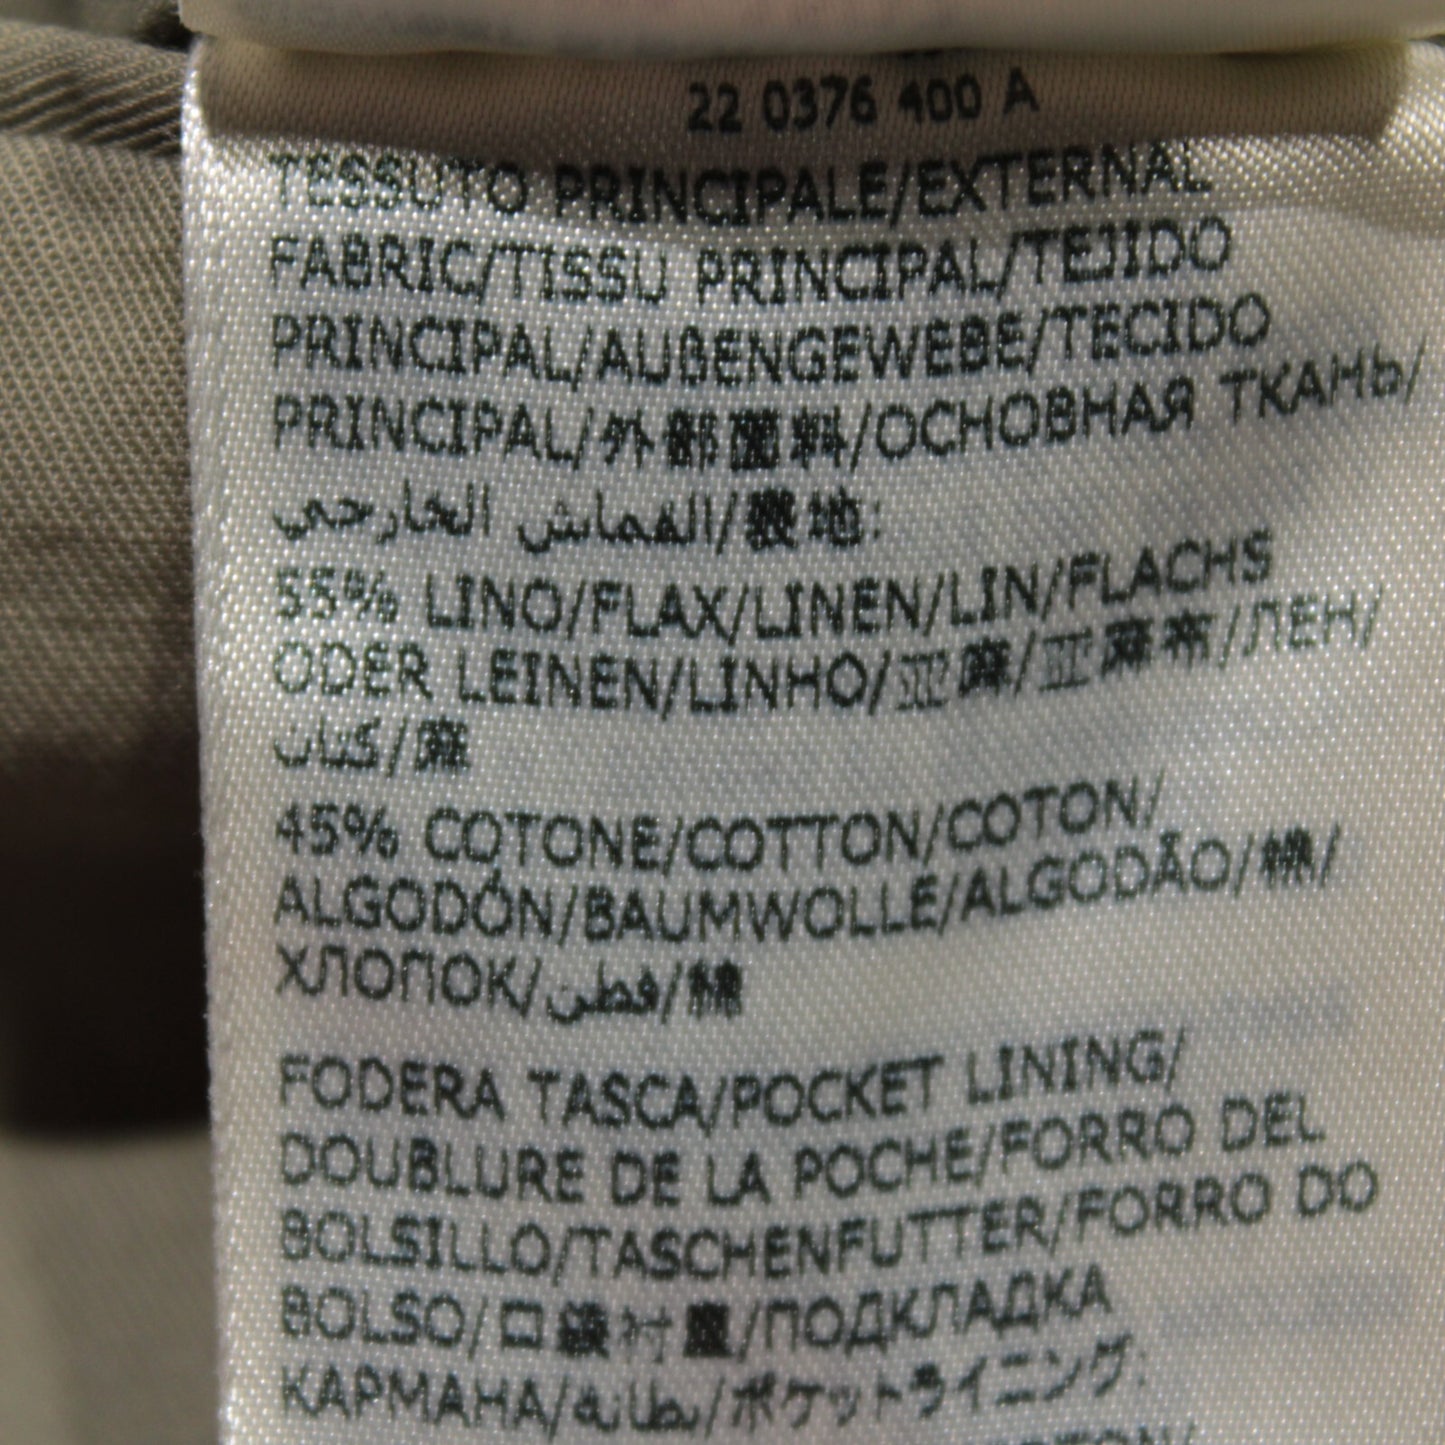 22 0376 400 A
TESSUTO PRINCIPALE/EXTERNAL
FABRIC/TISSU PRINCIPAL/TEJIDO
PRINCIPAL/AUßENGEWEBE/TECIDO
PRINCIPAL/外部面料/ОСНОВНАЯ ТКАНЬ/
القماش الخارجي/表地:
55% LINO/FLAX/LINEN/LIN/FLACHS
ODER LEINEN/LINHO/亚麻/亚麻布/ЛЕН/
كتان/麻
45% COTONE/COTTON/COTON/
ALGODÓN/BAUMWOLLE/ALGODÃO/棉/
ХЛОПОК/قطن/綿
FODERA TASCA/POCKET LINING/
DOUBLURE DE LA POCHE/FORRO DEL
BOLSILLO/TASCHENFUTTER/FORRO DO
BOLSO/口袋衬里/ПОДКЛАДКА
КАРМАНА/بطانة/ポケットライニング: